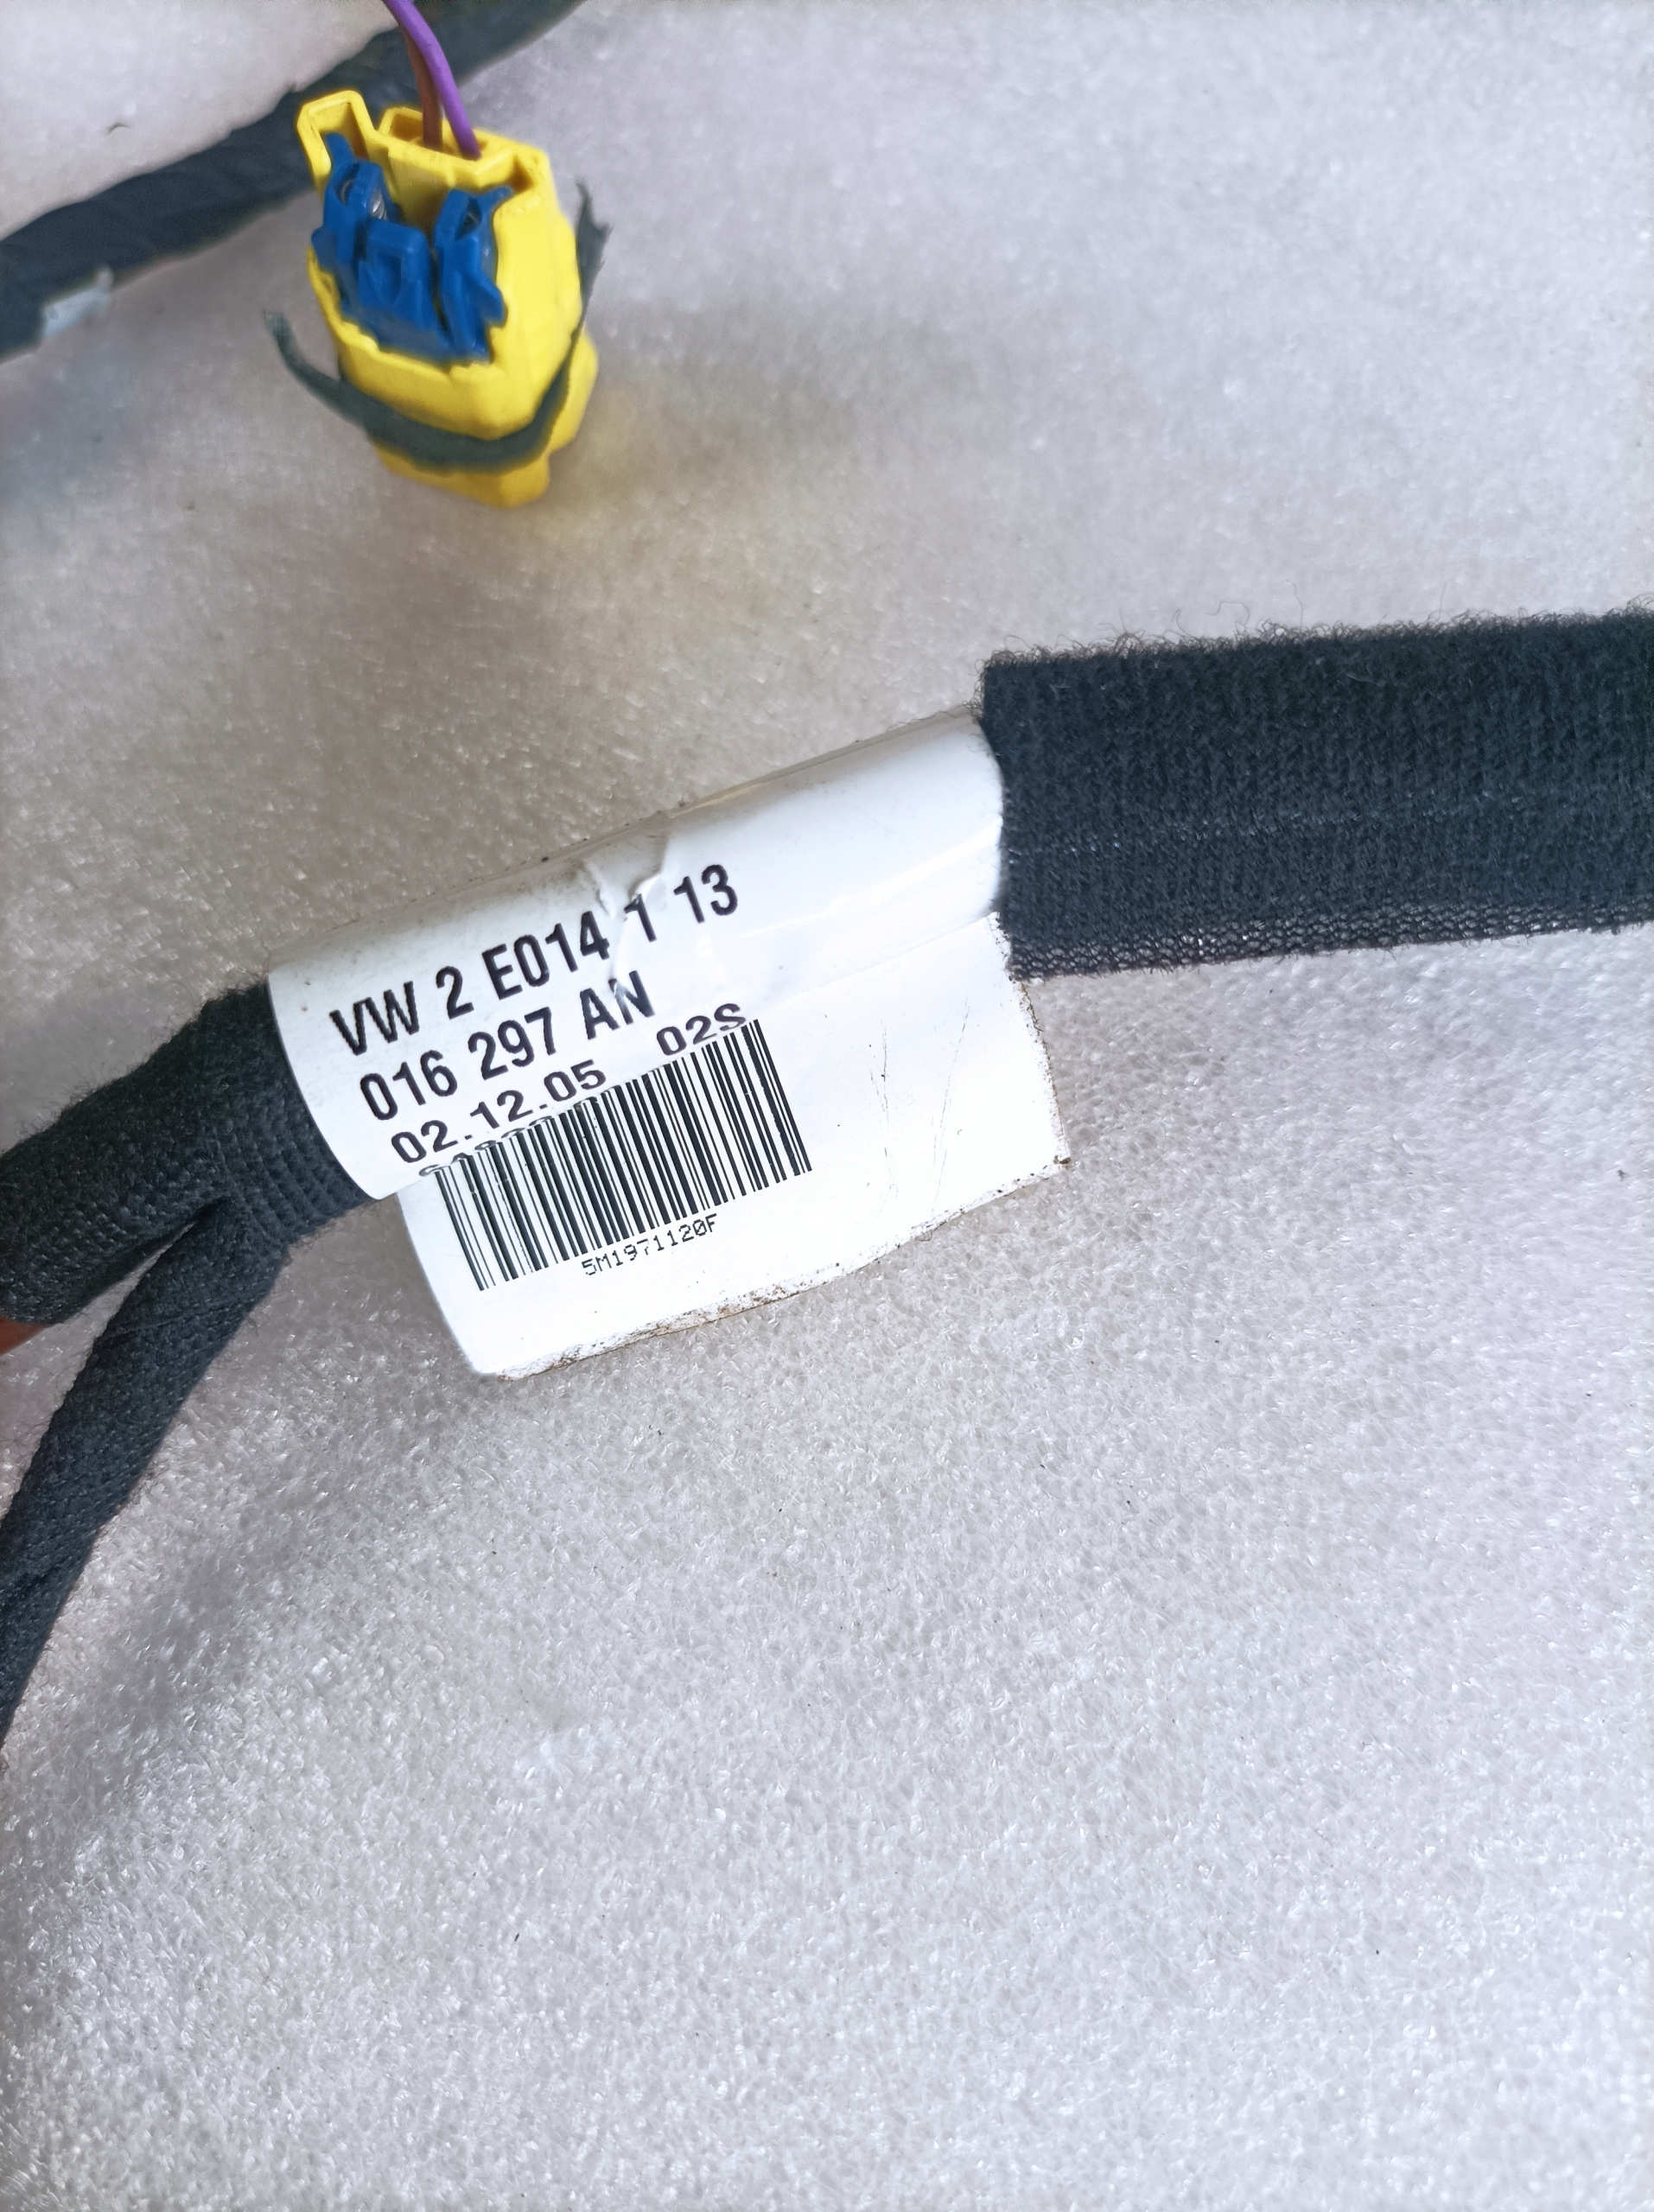 VW 2 E014 1 13
016 297 AN
02.12.05 02S
5M1971120F